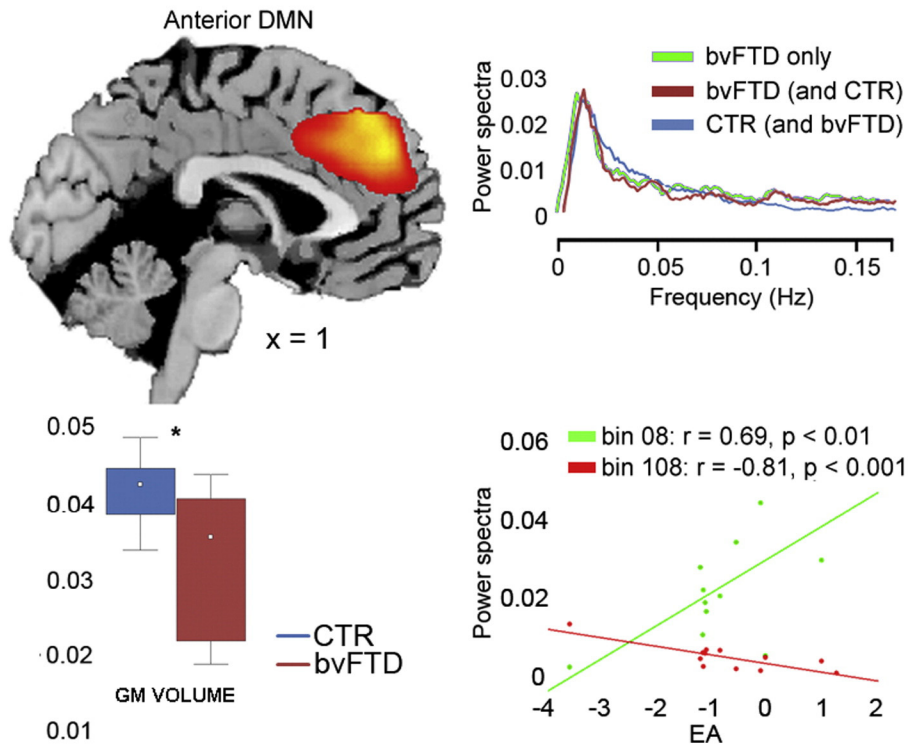 Anterior DMN
x = 1
bvFTD only
bvFTD (and CTR)
CTR (and bvFTD)
Power spectra
0.03
0.02
0.01
0
0 0.05 0.1 0.15
Frequency (Hz)
0.05
0.04
0.03
0.02
0.01
*
CTR
bvFTD
GM VOLUME
bin 08: r = 0.69, p < 0.01
bin 108: r = -0.81, p < 0.001
Power spectra
0.06
0.04
0.02
0
-4 -3 -2 -1 0 1 2
EA